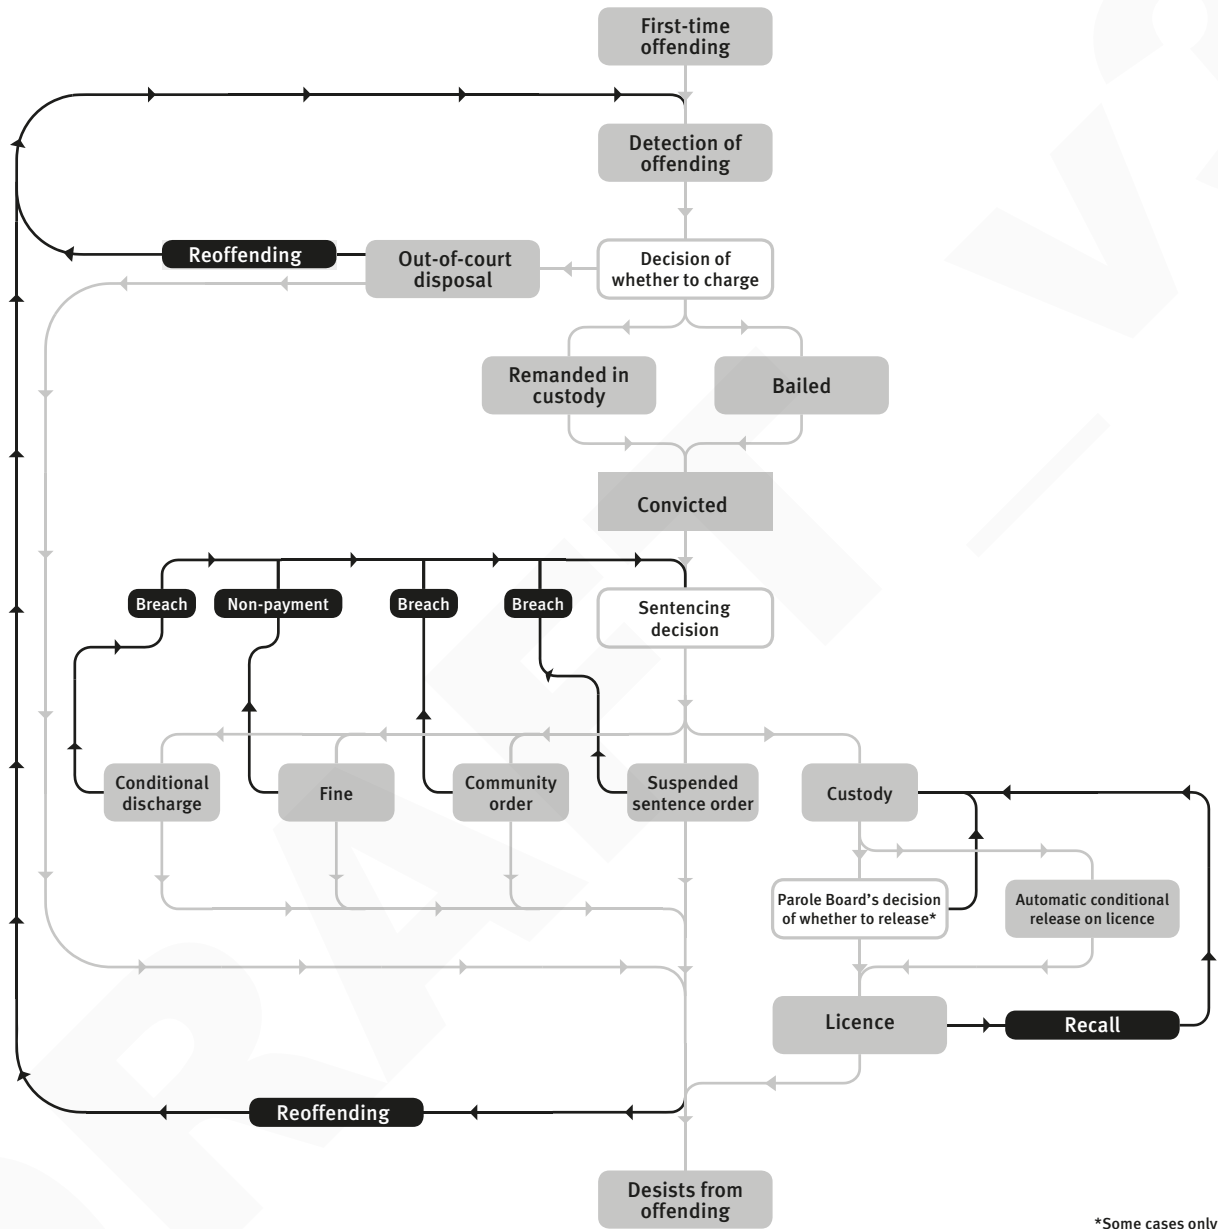 First-time
offending
Detection of
offending
Reoffending
Out-of-court
disposal
Decision of
whether to charge
Remanded in
custody
Bailed
Convicted
Breach
Non-payment
Breach
Breach
Sentencing
decision
Conditional
discharge
Fine
Community
order
Suspended
sentence order
Custody
Parole Board's decision
of whether to release*
Automatic conditional
release on licence
Licence
Recall
Reoffending
Desists from
offending
*Some cases only
DRAFT_V3